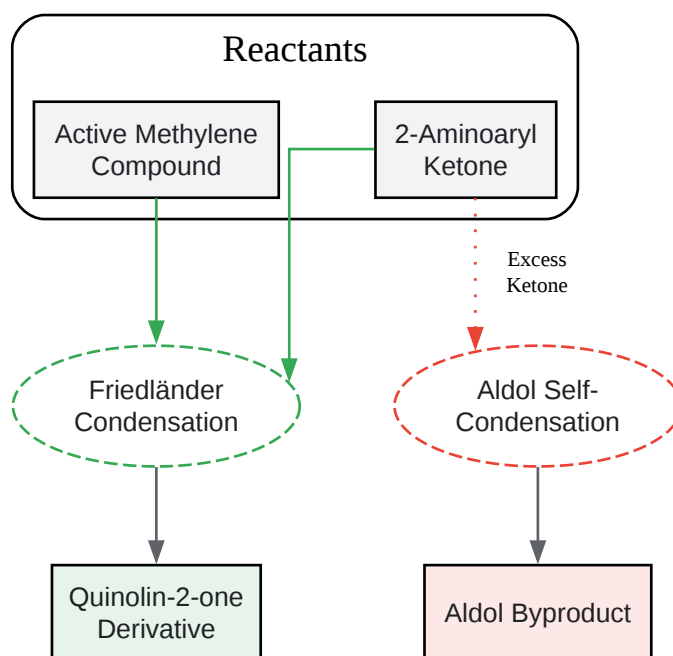 Reactants
Active Methylene
Compound
2-Aminoaryl
Ketone
Excess
Ketone
Friedländer
Condensation
Aldol Self-
Condensation
Quinolin-2-one
Derivative
Aldol Byproduct